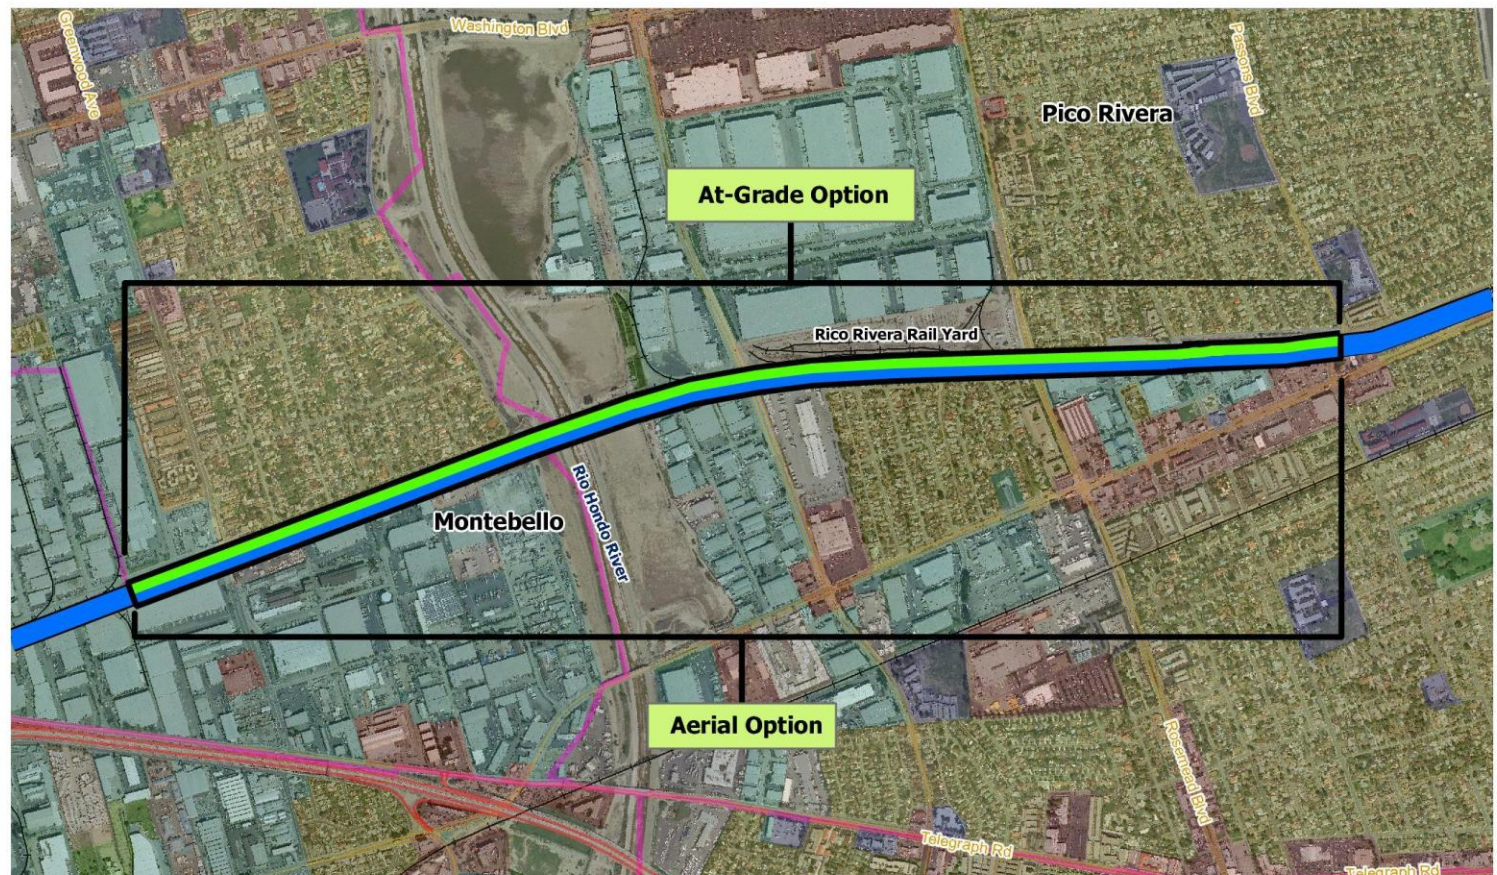 Washington Blvd
Greenwood Ave
Passons Blvd
Pico Rivera
At-Grade Option
Rico Rivera Rail Yard
Rio Hondo River
Montebello
Aerial Option
Rosemead Blvd
Telegraph Rd
Telegraph Rd